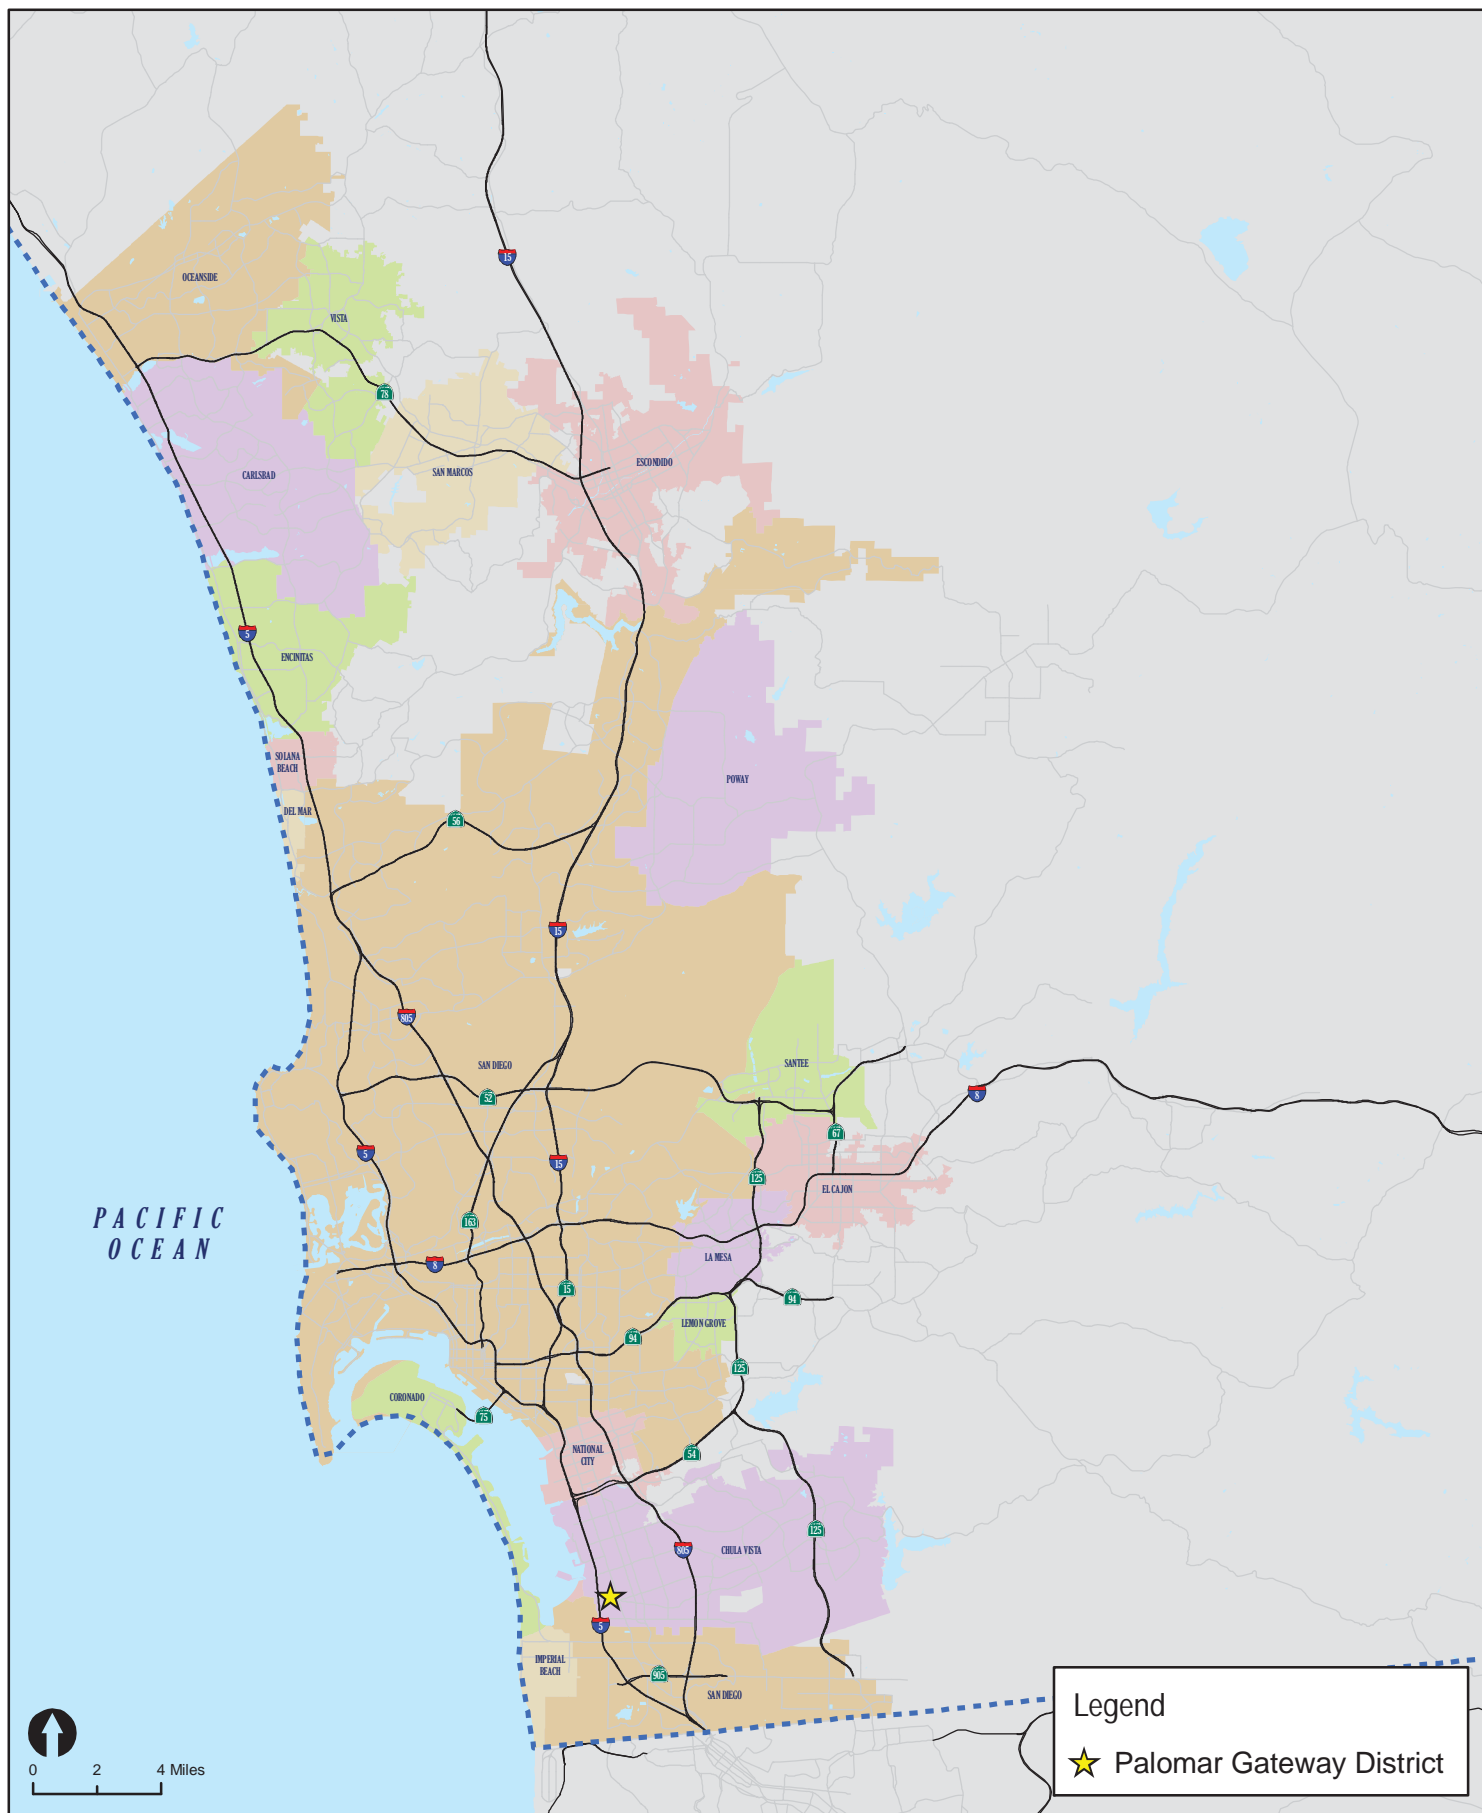 15
OCEANSIDE
VISTA
78
ESCONDIDO
SAN MARCOS
CARLSBAD
5
ENCINITAS
SOLANA
BEACH
POWAY
DEL MAR
56
15
805
SAN DIEGO
SANTEE
52
8
67
5
15
125
EL CAJON
PACIFIC
OCEAN
163
LA MESA
8
15
94
LEMON GROVE
94
125
CORONADO
75
NATIONAL
CITY
54
125
805
CHULA VISTA
5
IMPERIAL
BEACH
905
SAN DIEGO
Legend
Palomar Gateway District
0 2 4 Miles